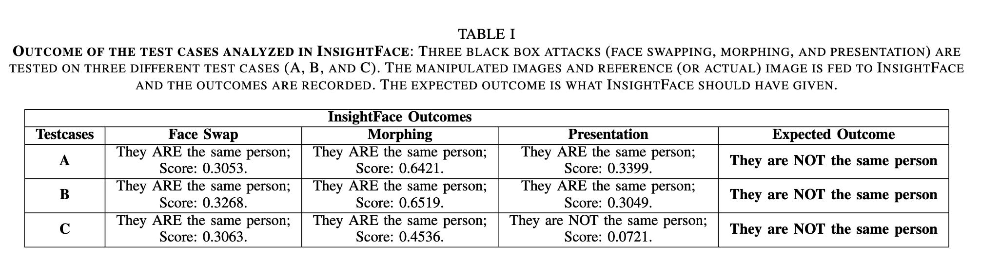 TABLE I
OUTCOME OF THE TEST CASES ANALYZED IN INSIGHTFACE: THREE BLACK BOX ATTACKS (FACE SWAPPING, MORPHING, AND PRESENTATION) ARE
TESTED ON THREE DIFFERENT TEST CASES (A, B, AND C). THE MANIPULATED IMAGES AND REFERENCE (OR ACTUAL) IMAGE IS FED TO INSIGHTFACE
AND THE OUTCOMES ARE RECORDED. THE EXPECTED OUTCOME IS WHAT INSIGHTFACE SHOULD HAVE GIVEN.
InsightFace Outcomes
Testcases Face Swap Morphing Presentation Expected Outcome
A
They ARE the same person;
Score: 0.3053.
They ARE the same person;
Score: 0.6421.
They ARE the same person;
Score: 0.3399.
They are NOT the same person
B
They ARE the same person;
Score: 0.3268.
They ARE the same person;
Score: 0.6519.
They ARE the same person;
Score: 0.3049.
They are NOT the same person
C
They ARE the same person;
Score: 0.3063.
They ARE the same person;
Score: 0.4536.
They are NOT the same person;
Score: 0.0721.
They are NOT the same person